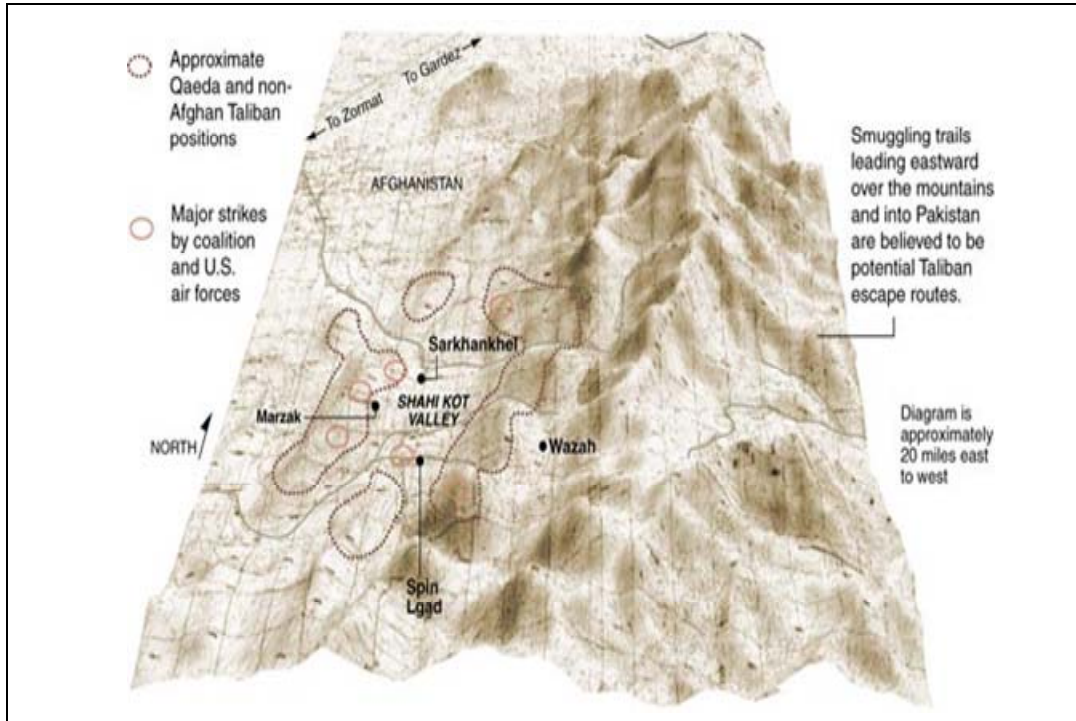 Approximate
Qaeda and non-
Afghan Taliban
positions
To Gardez
To Zormat
AFGHANISTAN
Major strikes
by coalition
and U.S.
air forces
Smuggling trails
leading eastward
over the mountains
and into Pakistan
are believed to be
potential Taliban
escape routes.
Sarkhankhel
SHAHI KOT
VALLEY
Marzak
Wazah
NORTH
Diagram is
approximately
20 miles east
to west
Spin
Lgad